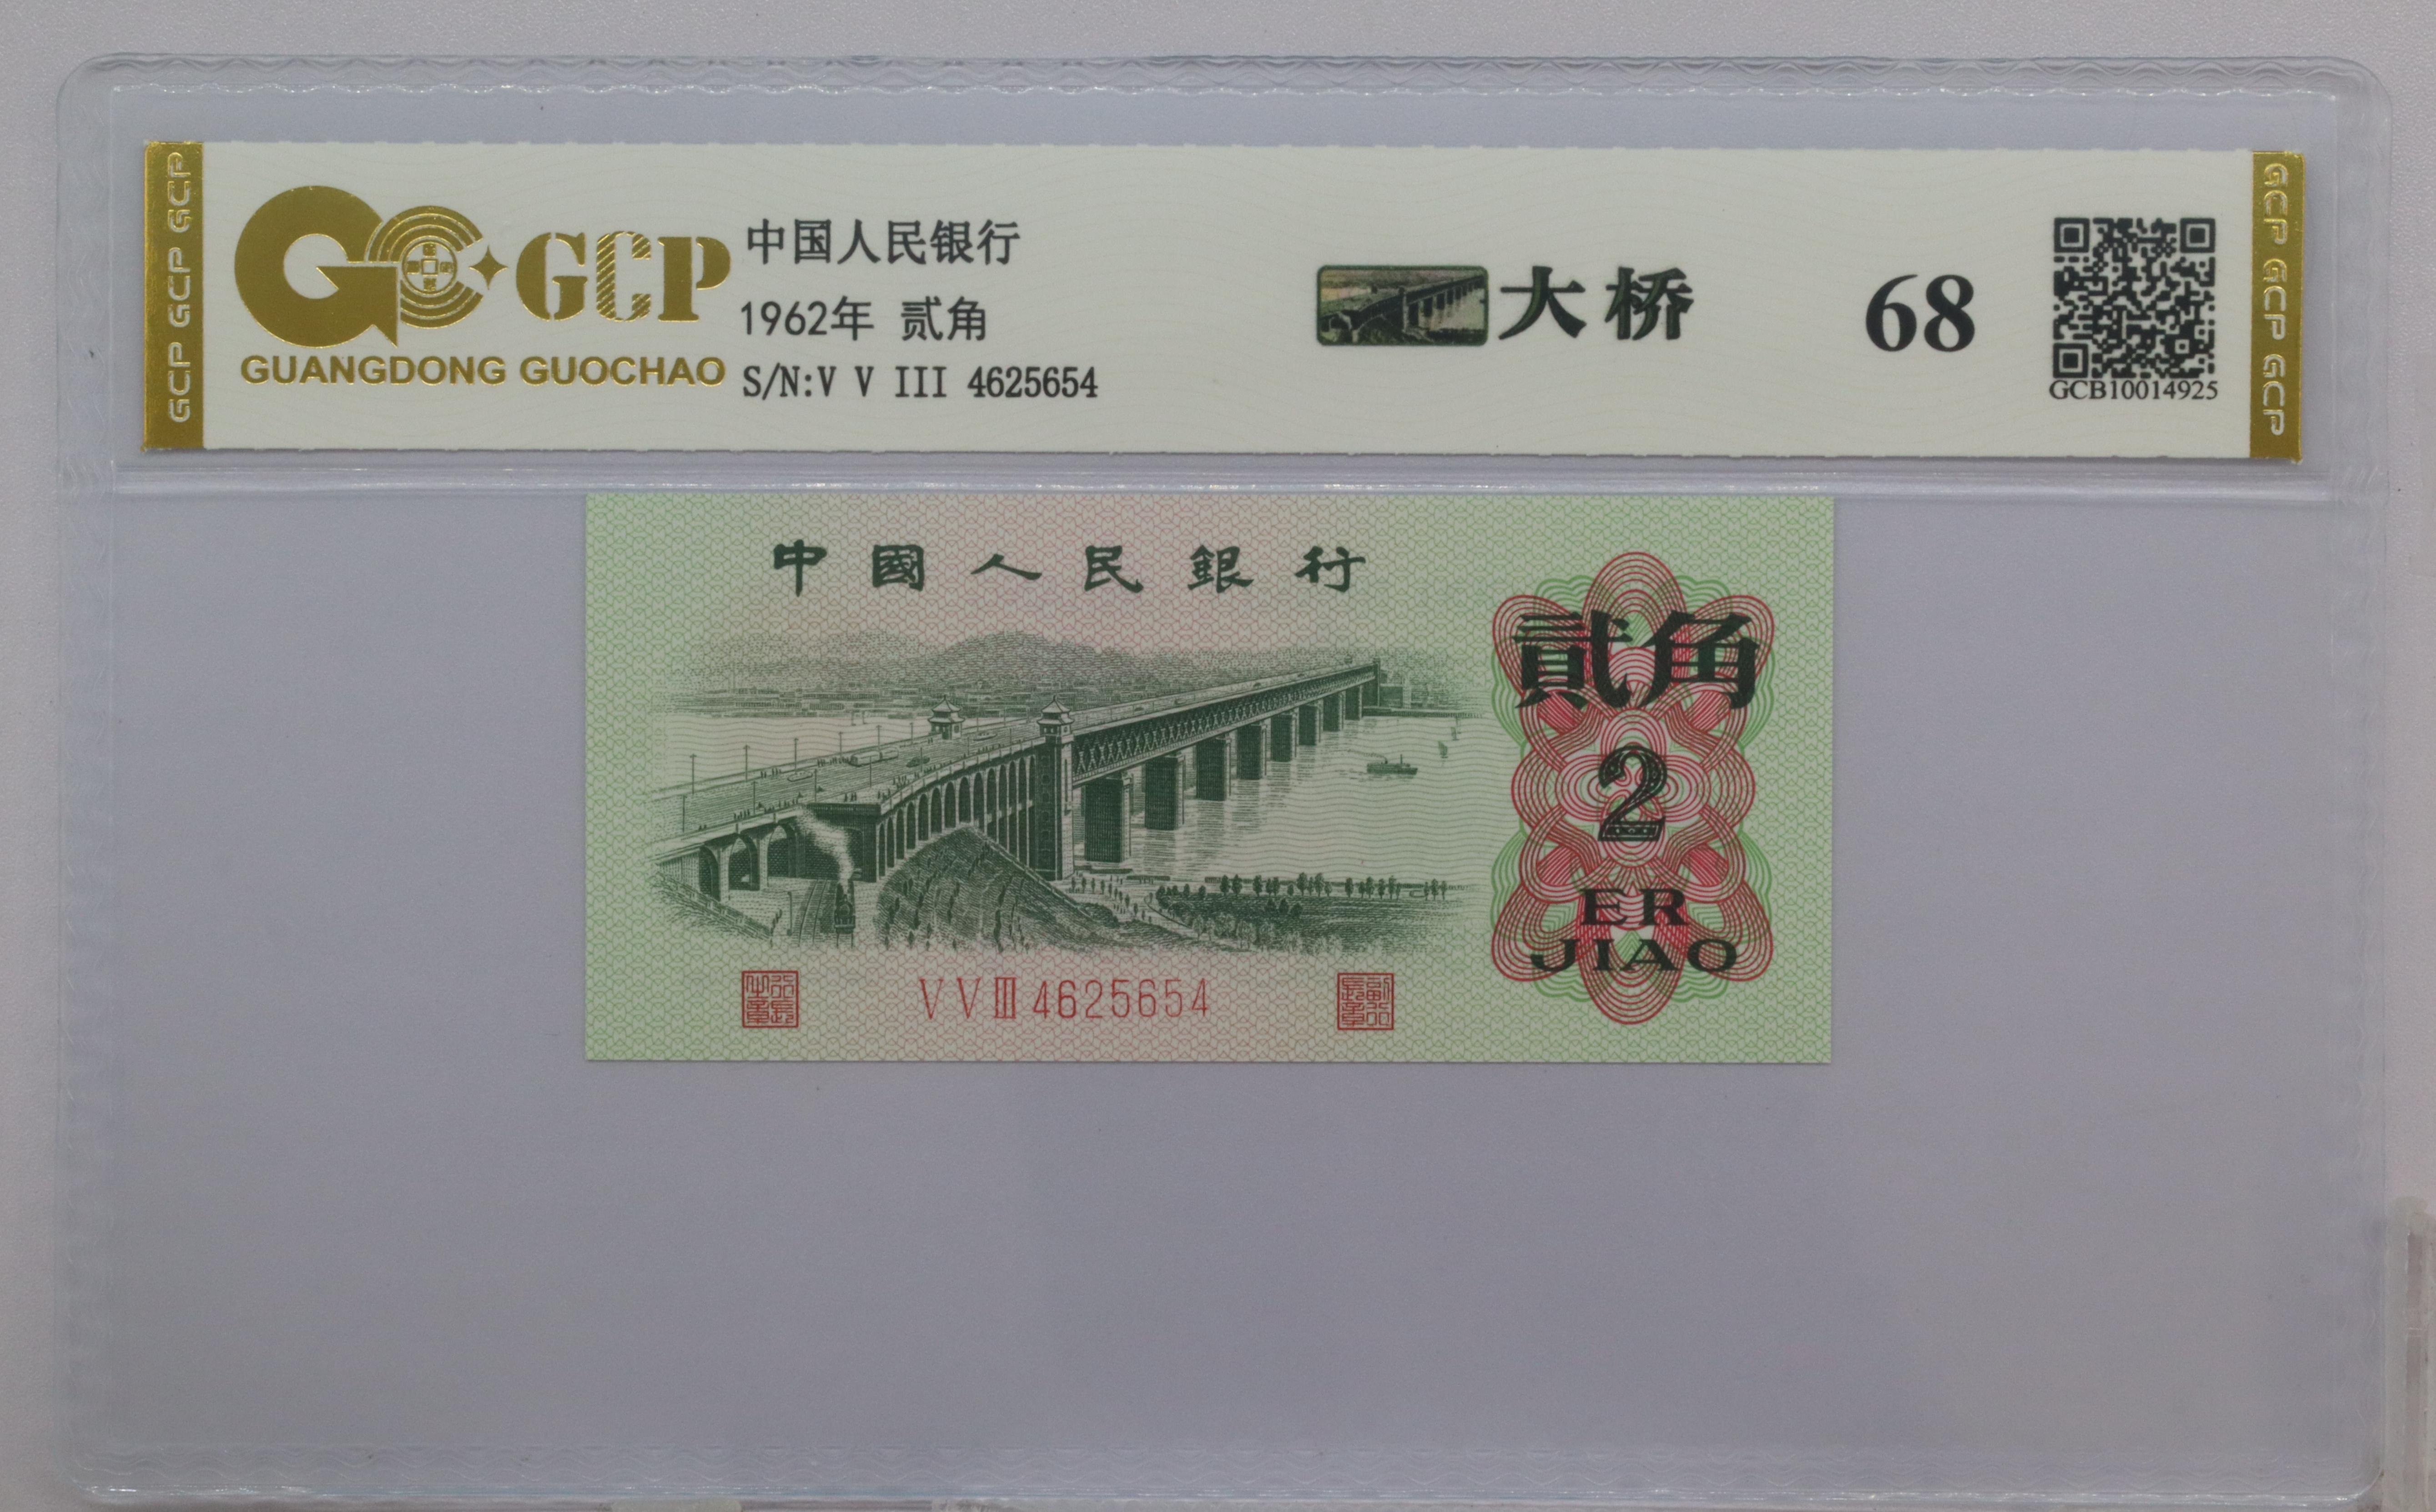 GCP GCP GCP
GCP
GUANGDONG GUOCHAO
中国人民银行
1962年 贰角
S/N:V V III 4625654
大桥
68
GCB10014925
GCP GCP GCP
中國人民銀行
貳角
2
ER
JIAO
VVIII4625654